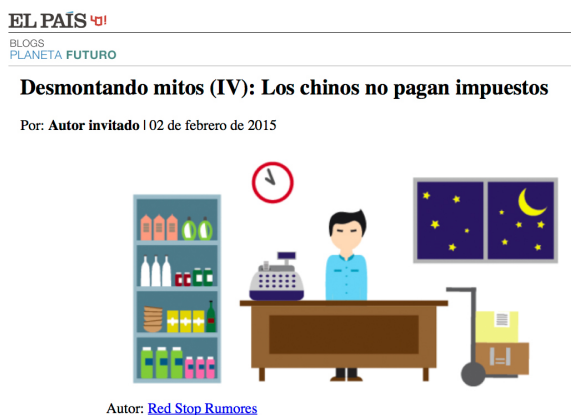 EL PAÍS 40!
BLOGS
PLANETA FUTURO
Desmontando mitos (IV): Los chinos no pagan impuestos
Por: Autor invitado | 02 de febrero de 2015
Autor: Red Stop Rumores